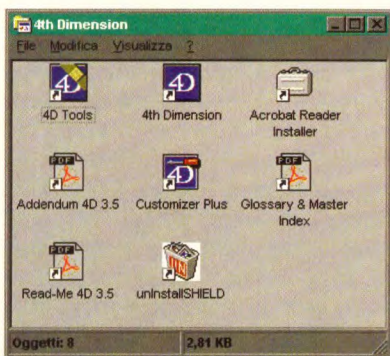 4th Dimension
File Modifica Visualizza ?
4D Tools
4th Dimension
Acrobat Reader Installer
Addendum 4D 3.5
Customizer Plus
Glossary & Master Index
Read-Me 4D 3.5
unInstallSHIELD
Oggetti: 8
2,81 KB